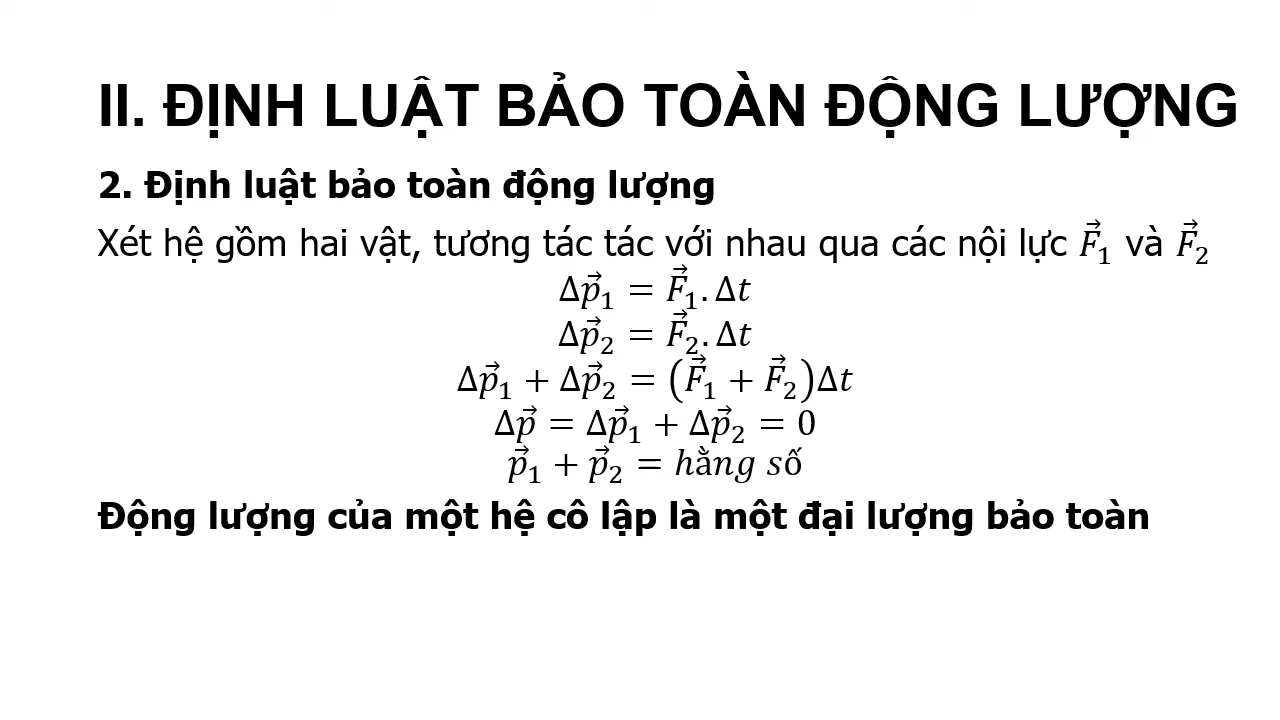 II. ĐỊNH LUẬT BẢO TOÀN ĐỘNG LƯỢNG
2. Định luật bảo toàn động lượng
Xét hệ gồm hai vật, tương tác tác với nhau qua các nội lực F⃗₁ và F⃗₂
Δp⃗₁ = F⃗₁. Δt
Δp⃗₂ = F⃗₂. Δt
Δp⃗₁ + Δp⃗₂ = (F⃗₁ + F⃗₂)Δt
Δp⃗ = Δp⃗₁ + Δp⃗₂ = 0
p⃗₁ + p⃗₂ = hằng số
Động lượng của một hệ cô lập là một đại lượng bảo toàn